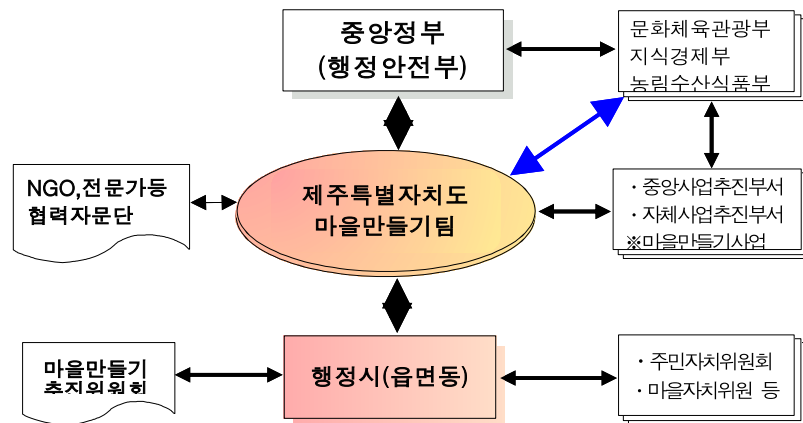 중앙정부
(행정안전부)
문화체육관광부
지식경제부
농림수산식품부
NGO,전문가등
협력자문단
제주특별자치도
마을만들기팀
· 중앙사업추진부서
· 자체사업추진부서
※마을만들기사업
마을만들기
추진위원회
행정시(읍면동)
· 주민자치위원회
· 마을자치위원 등